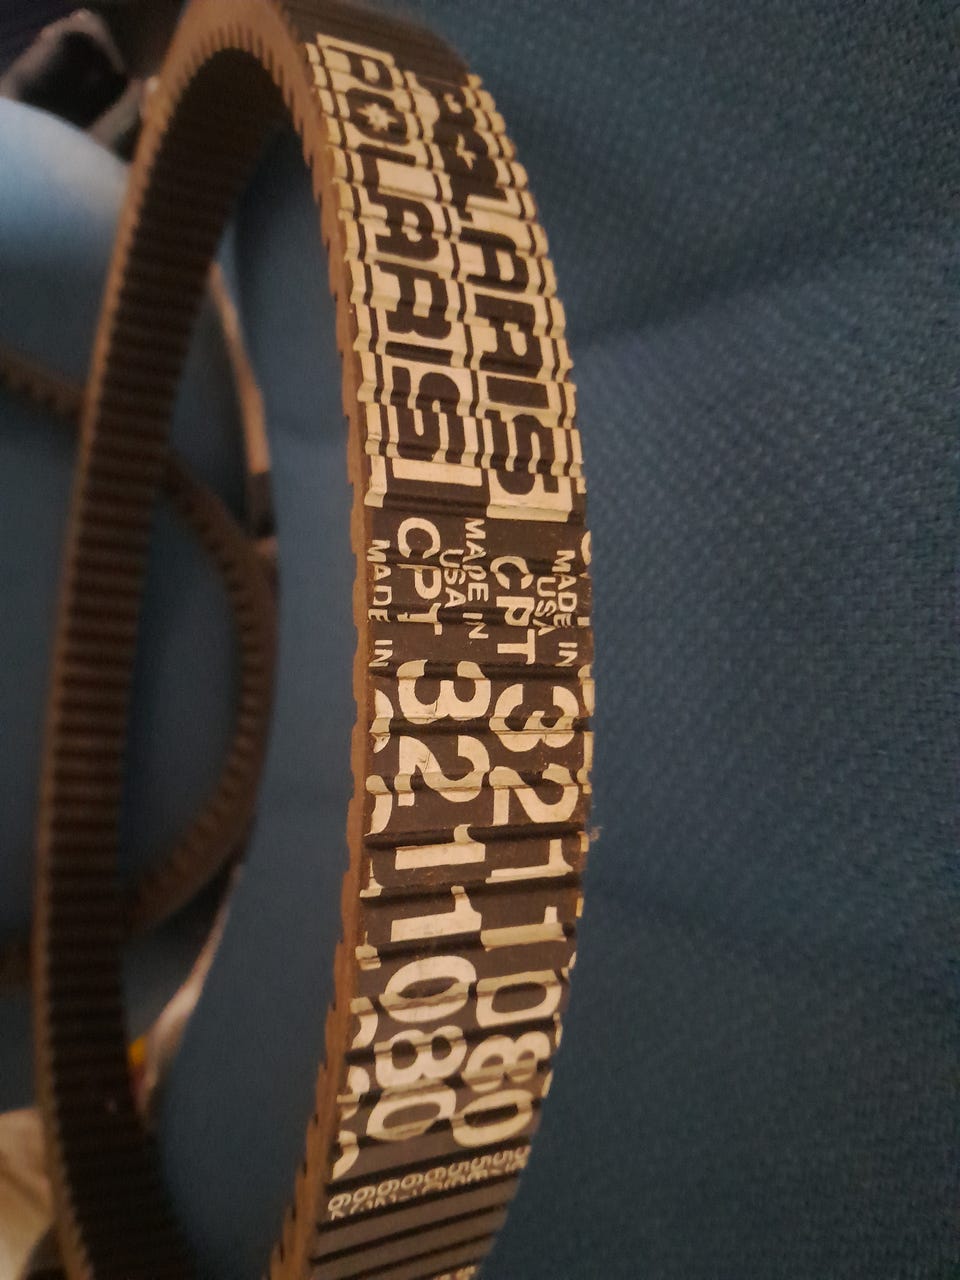 POLARIS
MADE IN
USA
CPT
3211080
POLARIS
MADE IN
USA
CPT
3211080
MADE IN